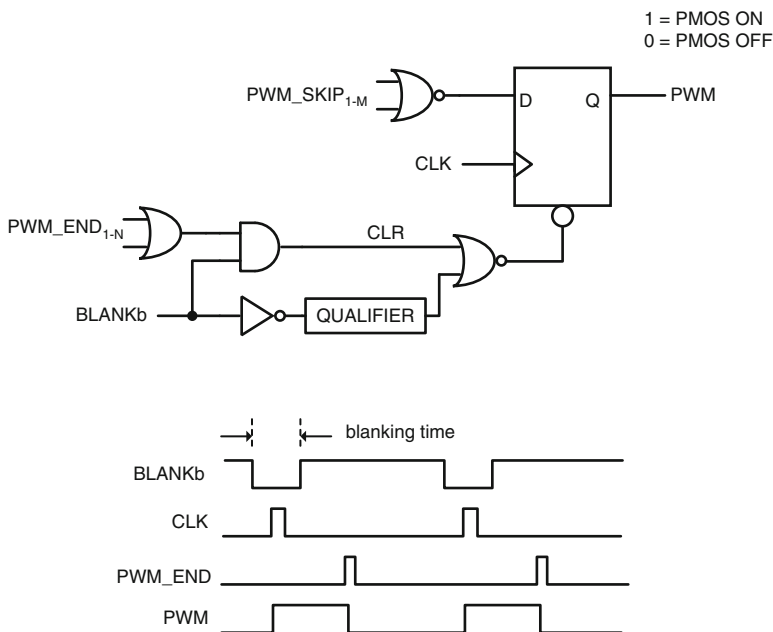 1 = PMOS ON
0 = PMOS OFF
PWM_SKIP1-M
D
Q
PWM
CLK
PWM_END1-N
CLR
BLANKb
QUALIFIER
blanking time
BLANKb
CLK
PWM_END
PWM